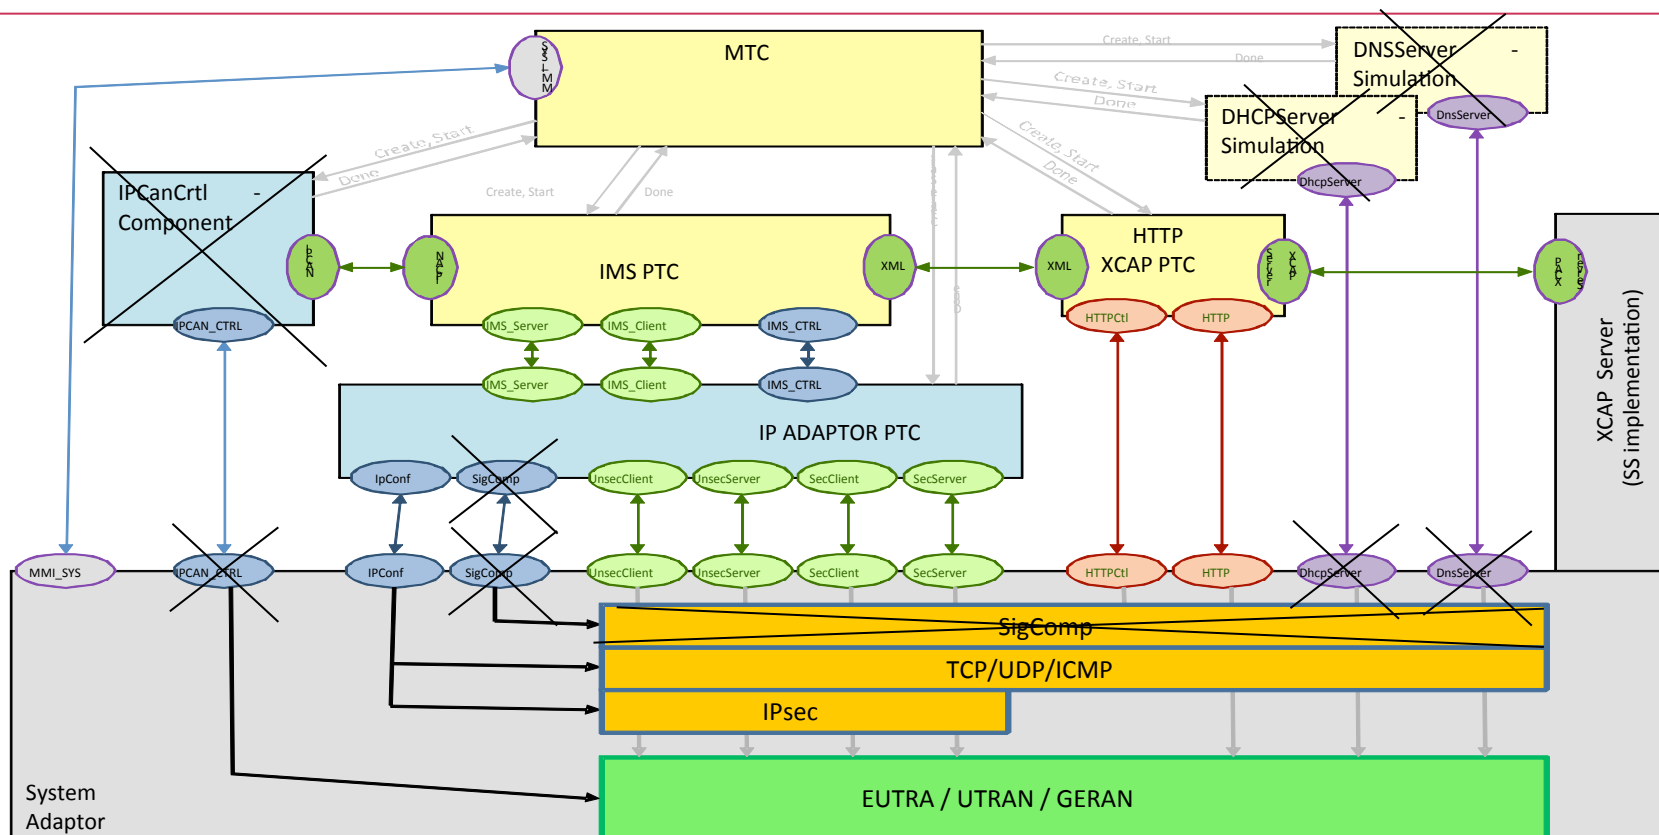 MTC
Create, Start
Done
DNSServer -
Simulation
DnsServer
Create, Start
Done
DHCPServer -
Simulation
DhcpServer
Create, Start
Done
Create, Start
Done
Create, Start
Done
IPCanCrtl -
Component
IPCAN
IPCAN_CTRL
IMS PTC
XML
IMS_Server
IMS_Client
IMS_CTRL
HTTP
XCAP PTC
XML
XCAP
Server
HTTPCtl
HTTP
XCAP Server
(SS implementation)
IMS_Server
IMS_Client
IMS_CTRL
IP ADAPTOR PTC
IpConf
SigComp
UnsecClient
UnsecServer
SecClient
SecServer
MMI_SYS
IPCAN_CTRL
IPConf
SigComp
UnsecClient
UnsecServer
SecClient
SecServer
HTTPCtl
HTTP
DhcpServer
DnsServer
SigComp
TCP/UDP/ICMP
IPsec
EUTRA / UTRAN / GERAN
System
Adaptor